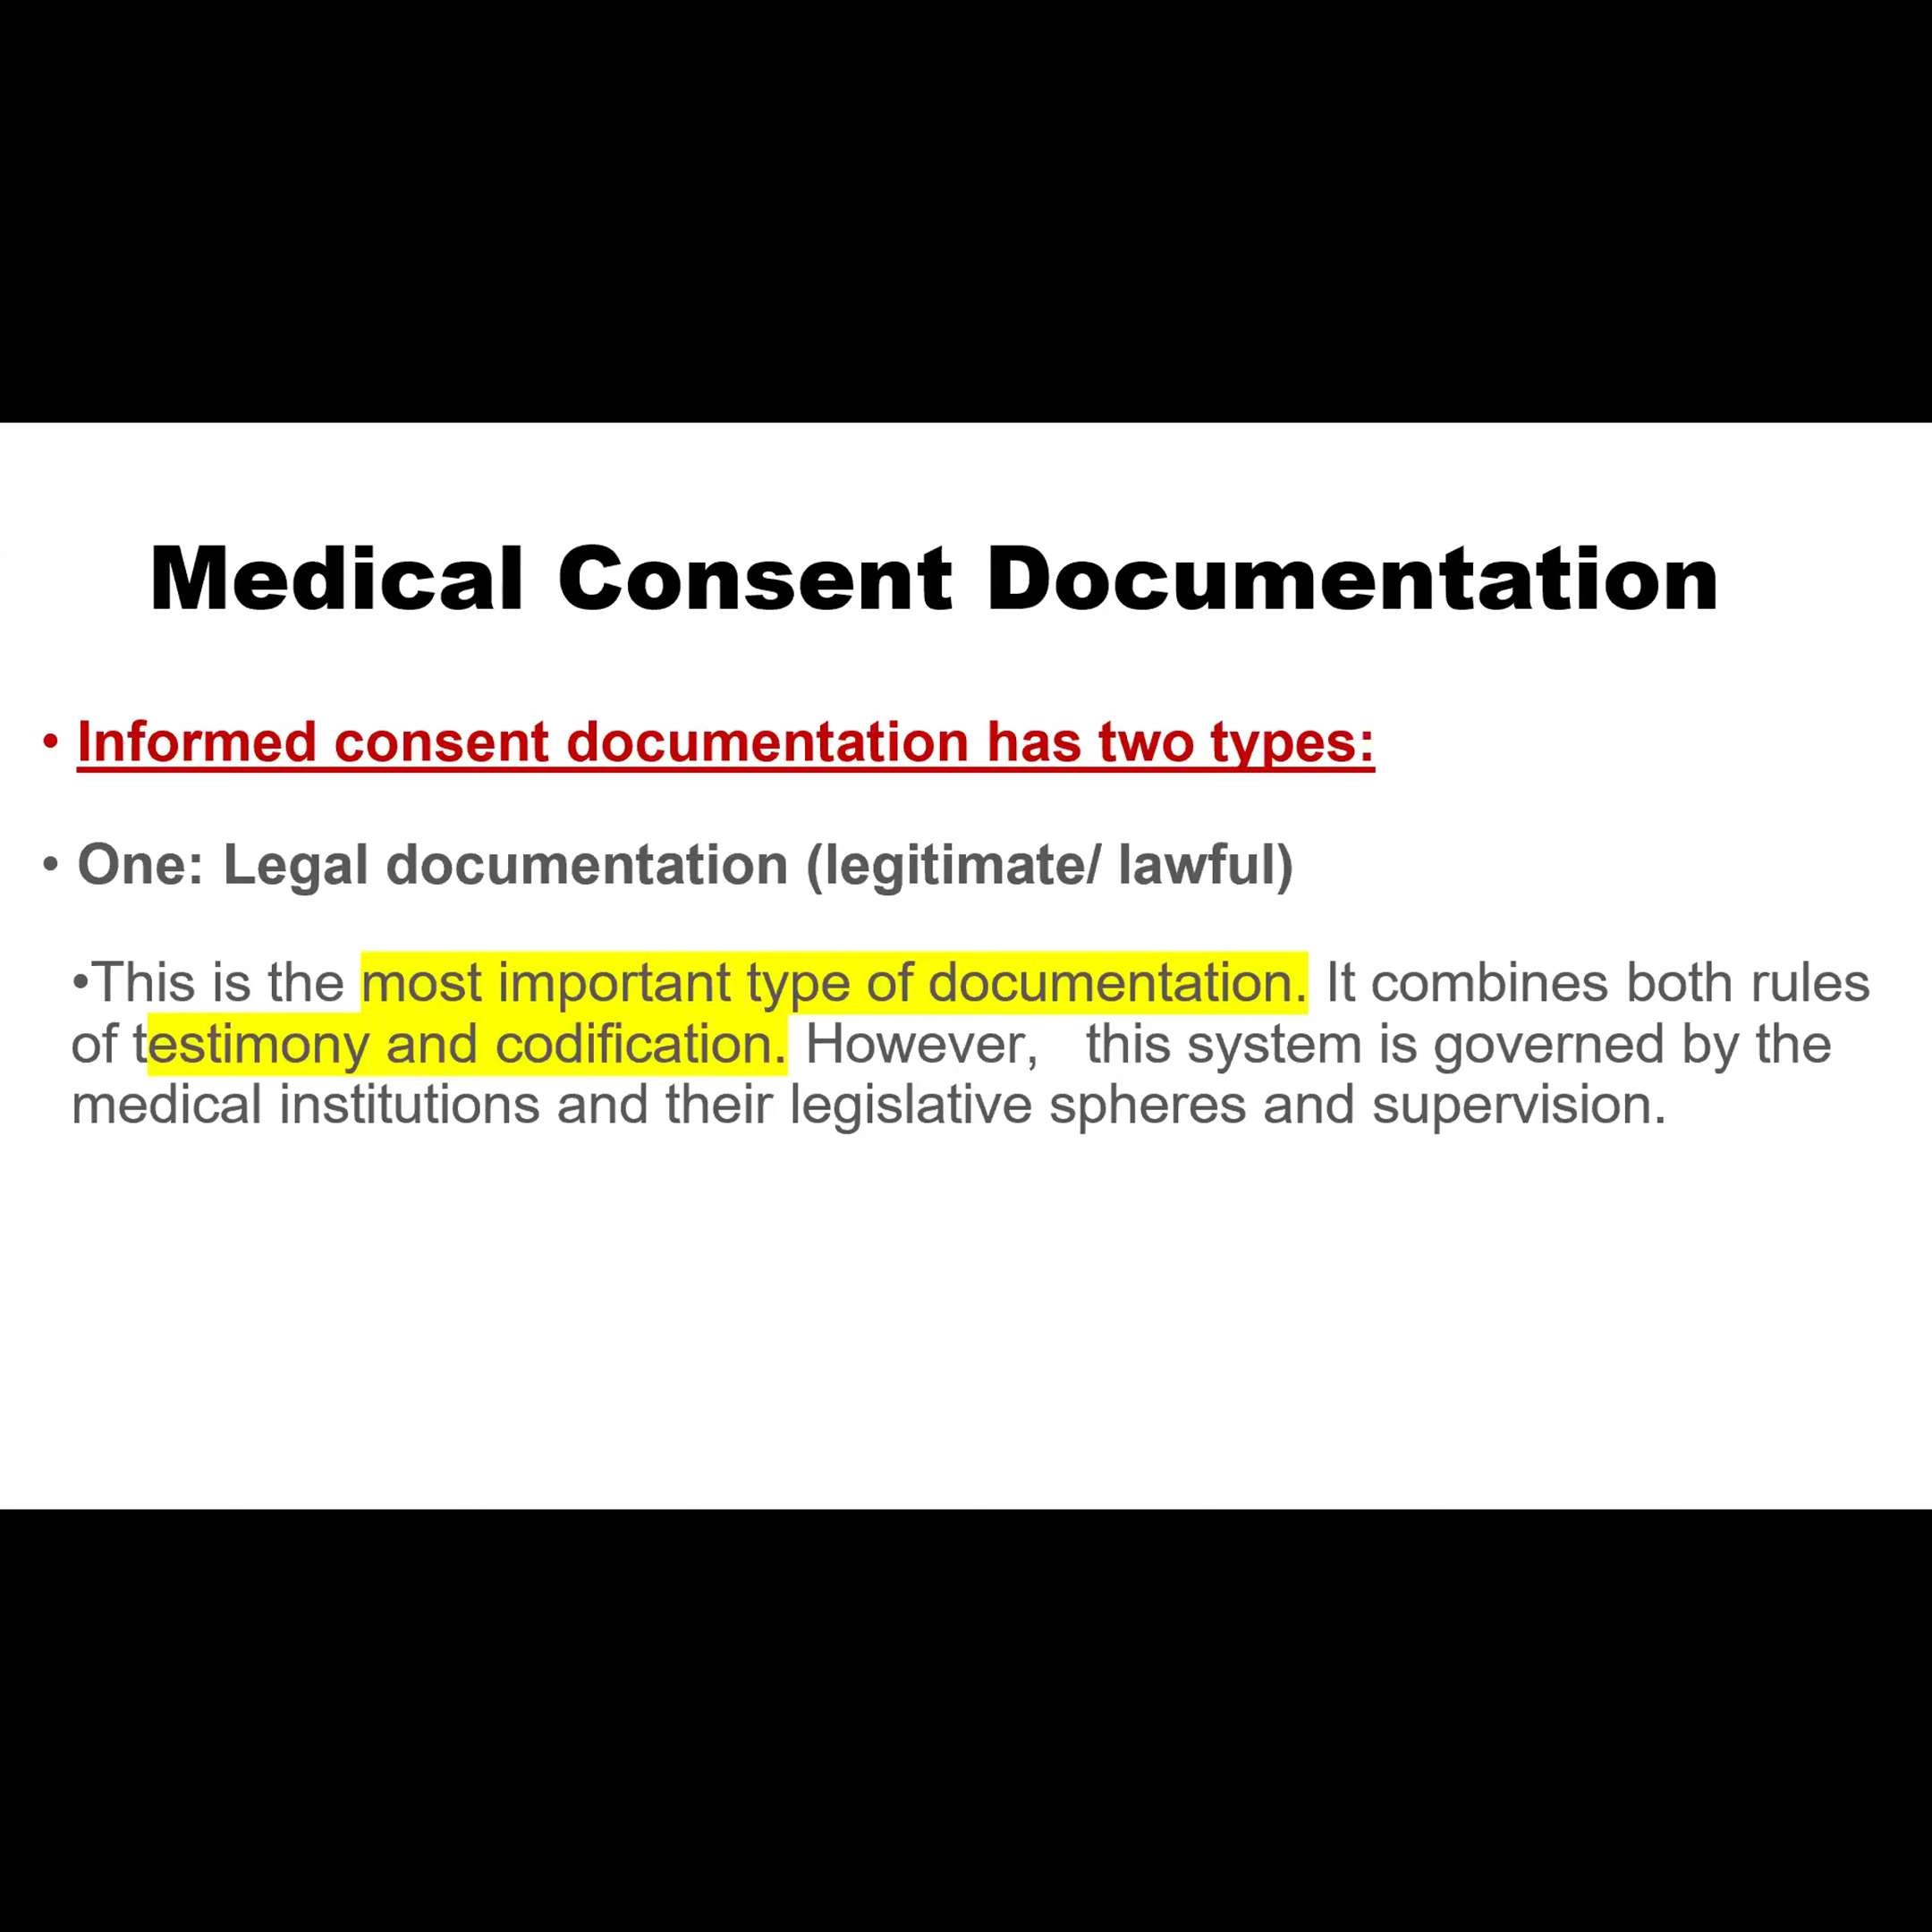 Medical Consent Documentation
• Informed consent documentation has two types:
• One: Legal documentation (legitimate/ lawful)
•This is the most important type of documentation. It combines both rules
of testimony and codification. However, this system is governed by the
medical institutions and their legislative spheres and supervision.